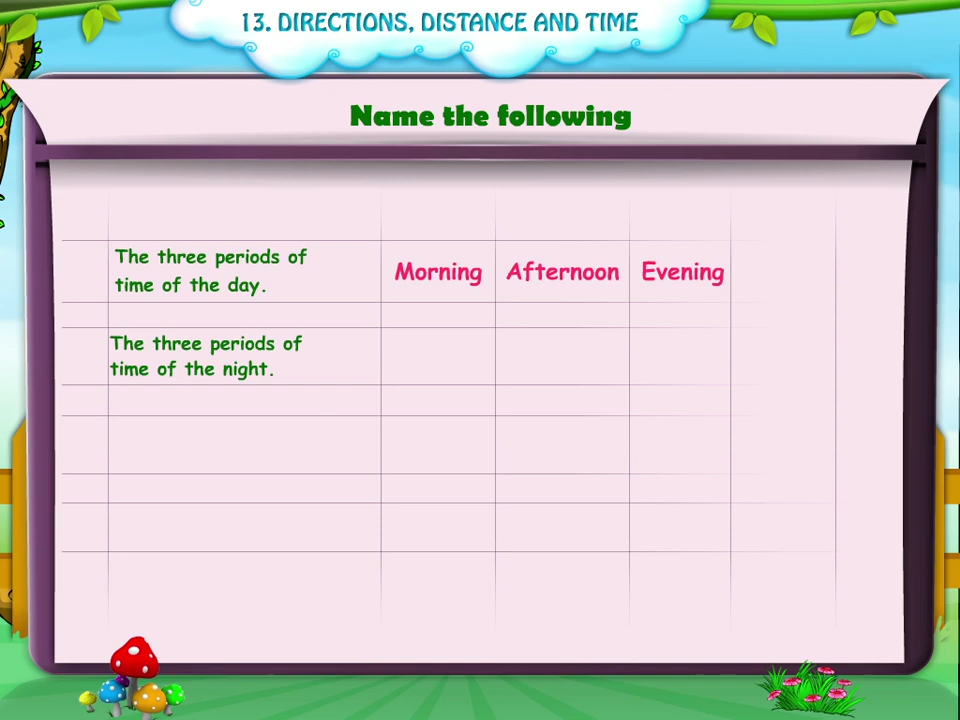 13. DIRECTIONS, DISTANCE AND TIME
Name the following
The three periods of
time of the day.
Morning Afternoon Evening
The three periods of
time of the night.